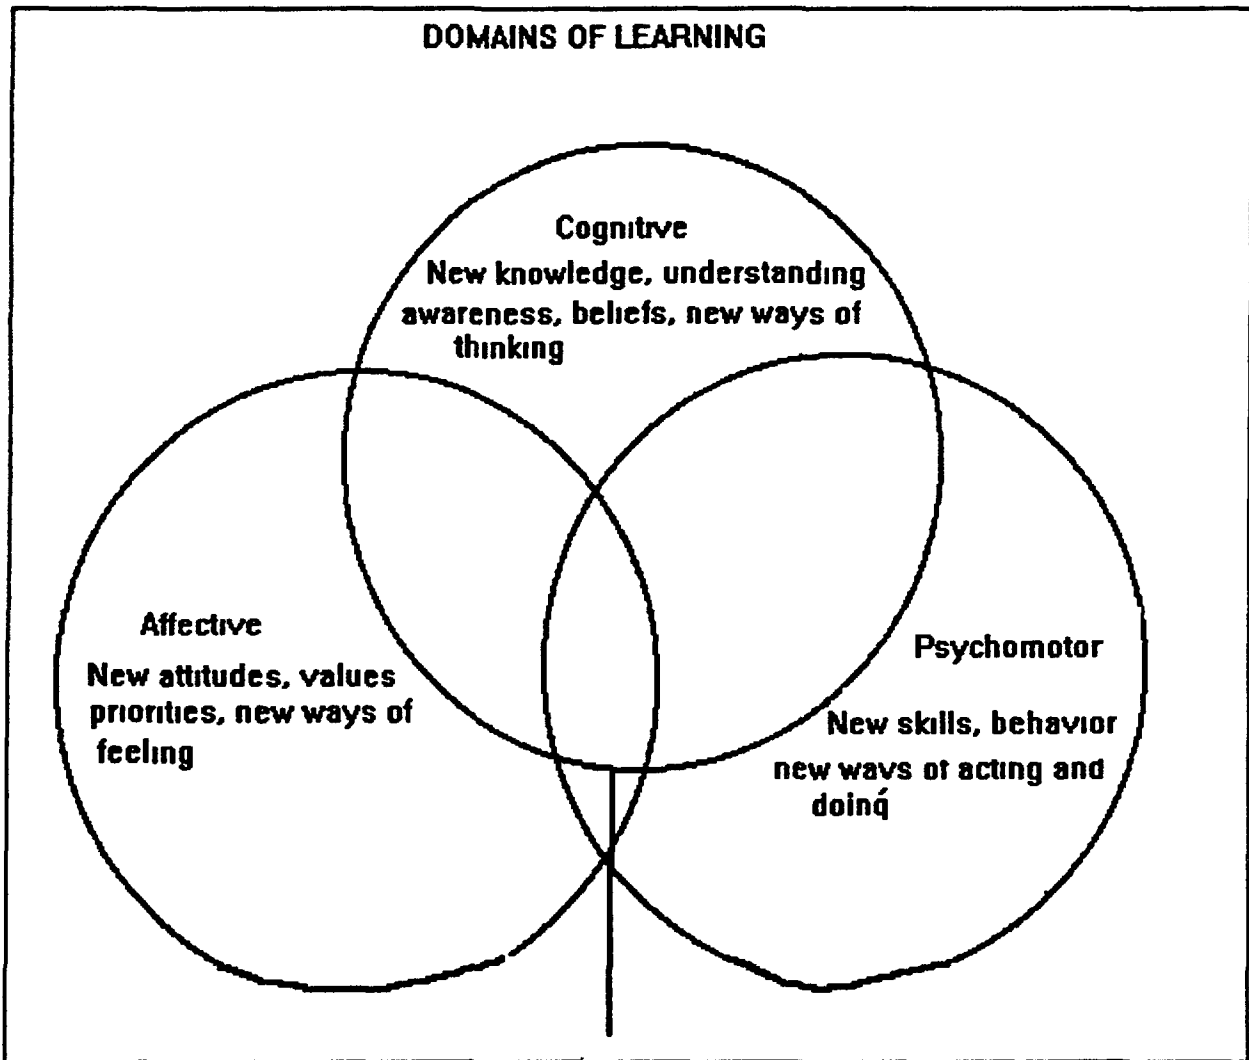 DOMAINS OF LEARNING
Cognitive
New knowledge, understanding
awareness, beliefs, new ways of
thinking
Affective
New attitudes, values
priorities, new ways of
feeling
Psychomotor
New skills, behavior
new ways of acting and
doing